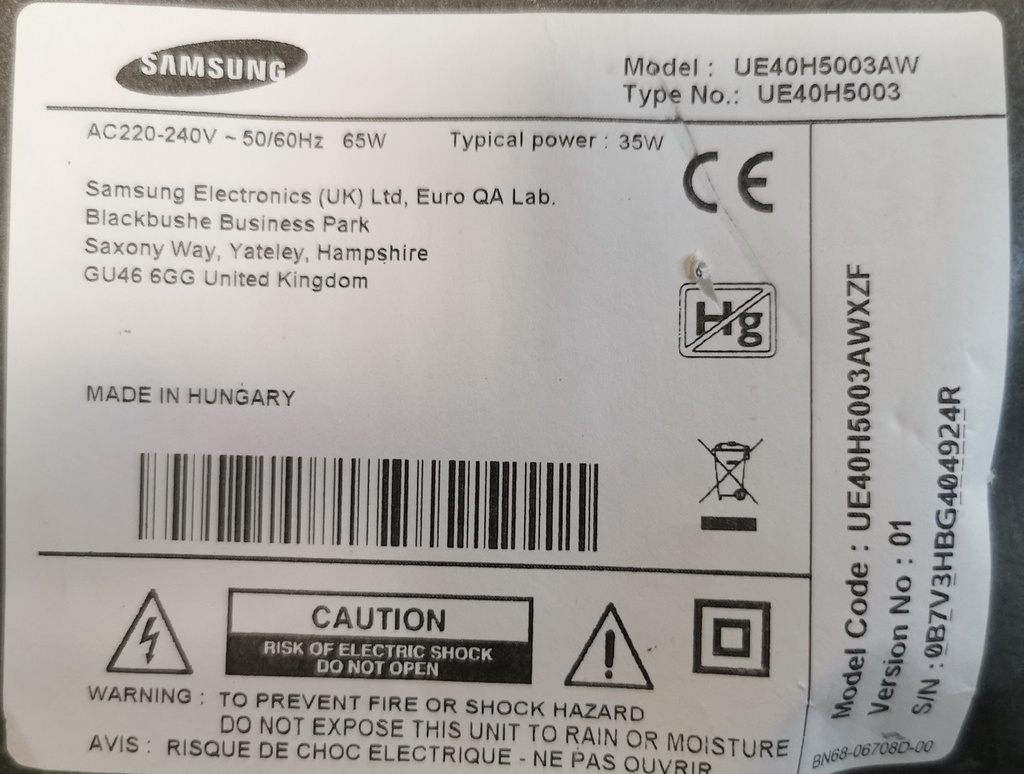 SAMSUNG
Model : UE40H5003AW
Type No.: UE40H5003
AC220-240V ~ 50/60Hz 65W Typical power : 35W
CE
Samsung Electronics (UK) Ltd, Euro QA Lab.
Blackbushe Business Park
Saxony Way, Yateley, Hampshire
GU46 6GG United Kingdom
Hg
MADE IN HUNGARY
CAUTION
RISK OF ELECTRIC SHOCK
DO NOT OPEN
WARNING : TO PREVENT FIRE OR SHOCK HAZARD
DO NOT EXPOSE THIS UNIT TO RAIN OR MOISTURE
AVIS : RISQUE DE CHOC ELECTRIQUE - NE PAS OUVRIR
Model Code : UE40H5003AWXZF
Version No : 01
S/N : 0B7V3HBG404924R
BN68-06708D-00